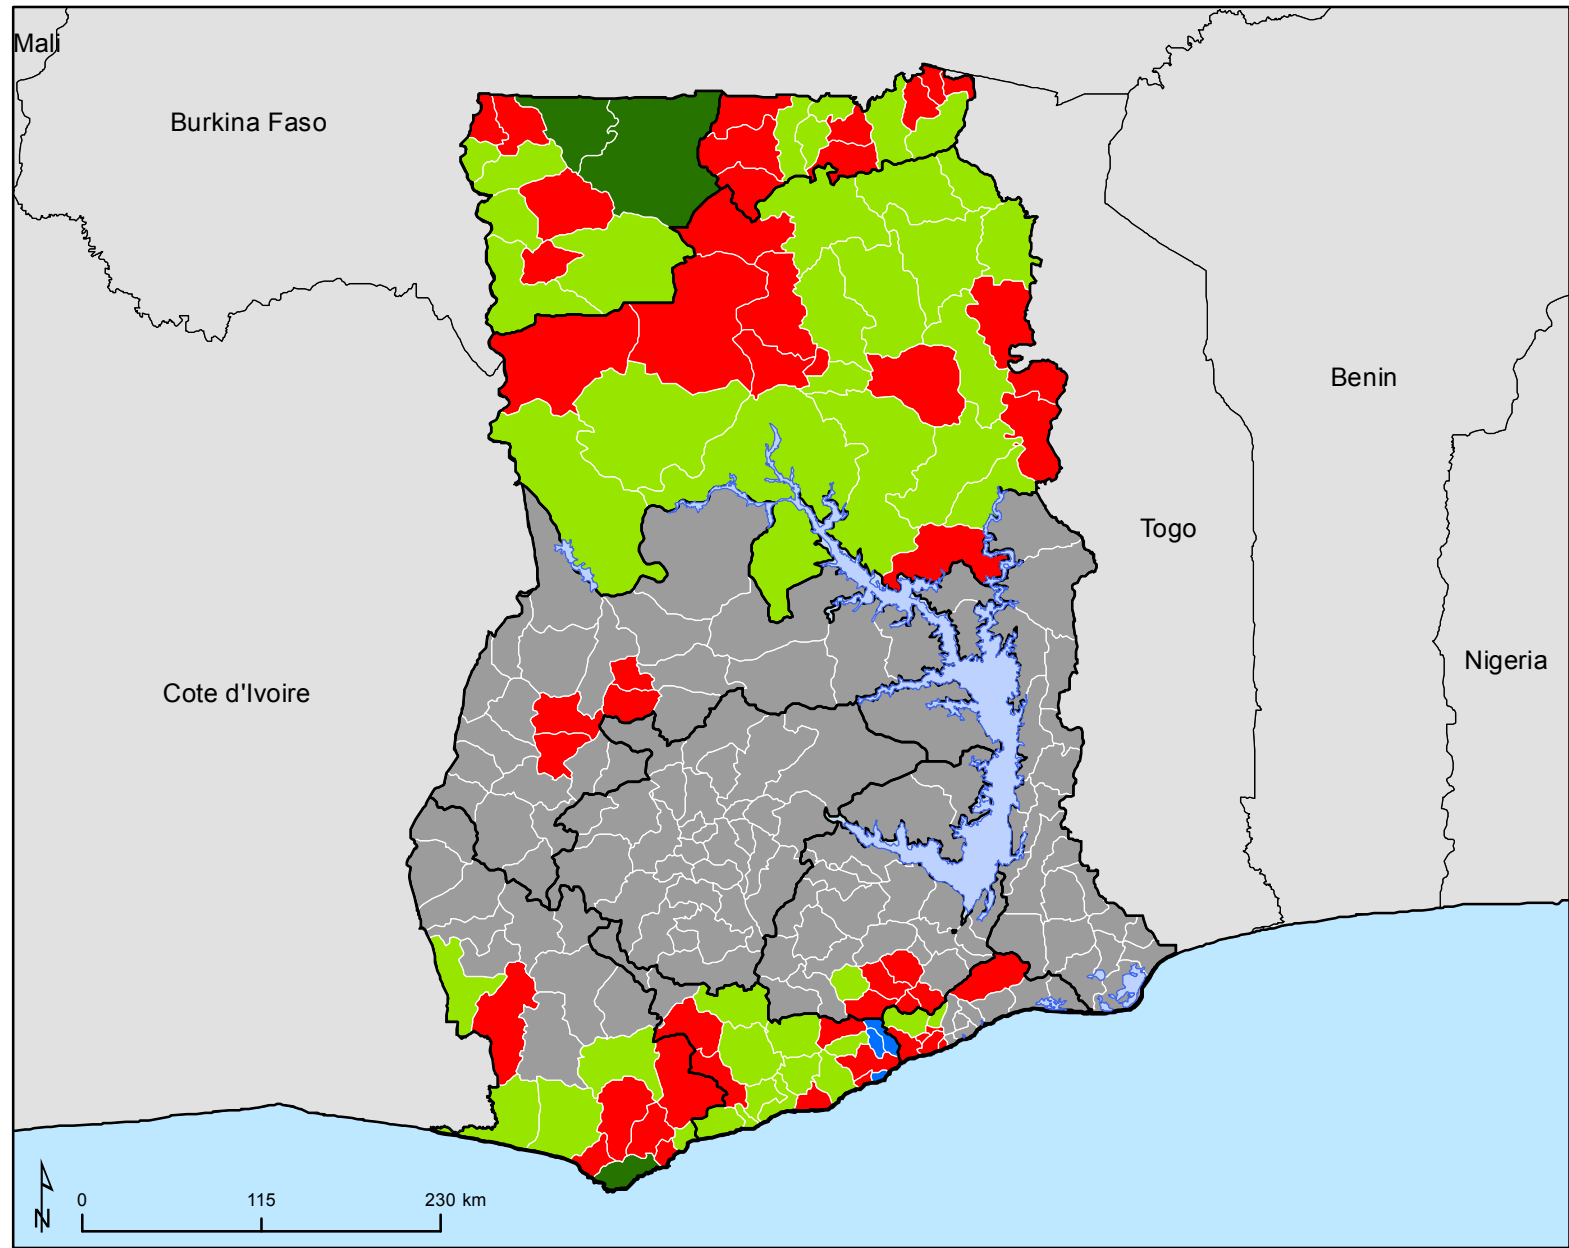 Mali
Burkina Faso
Benin
Togo
Nigeria
Cote d'Ivoire
N
0 115 230 km